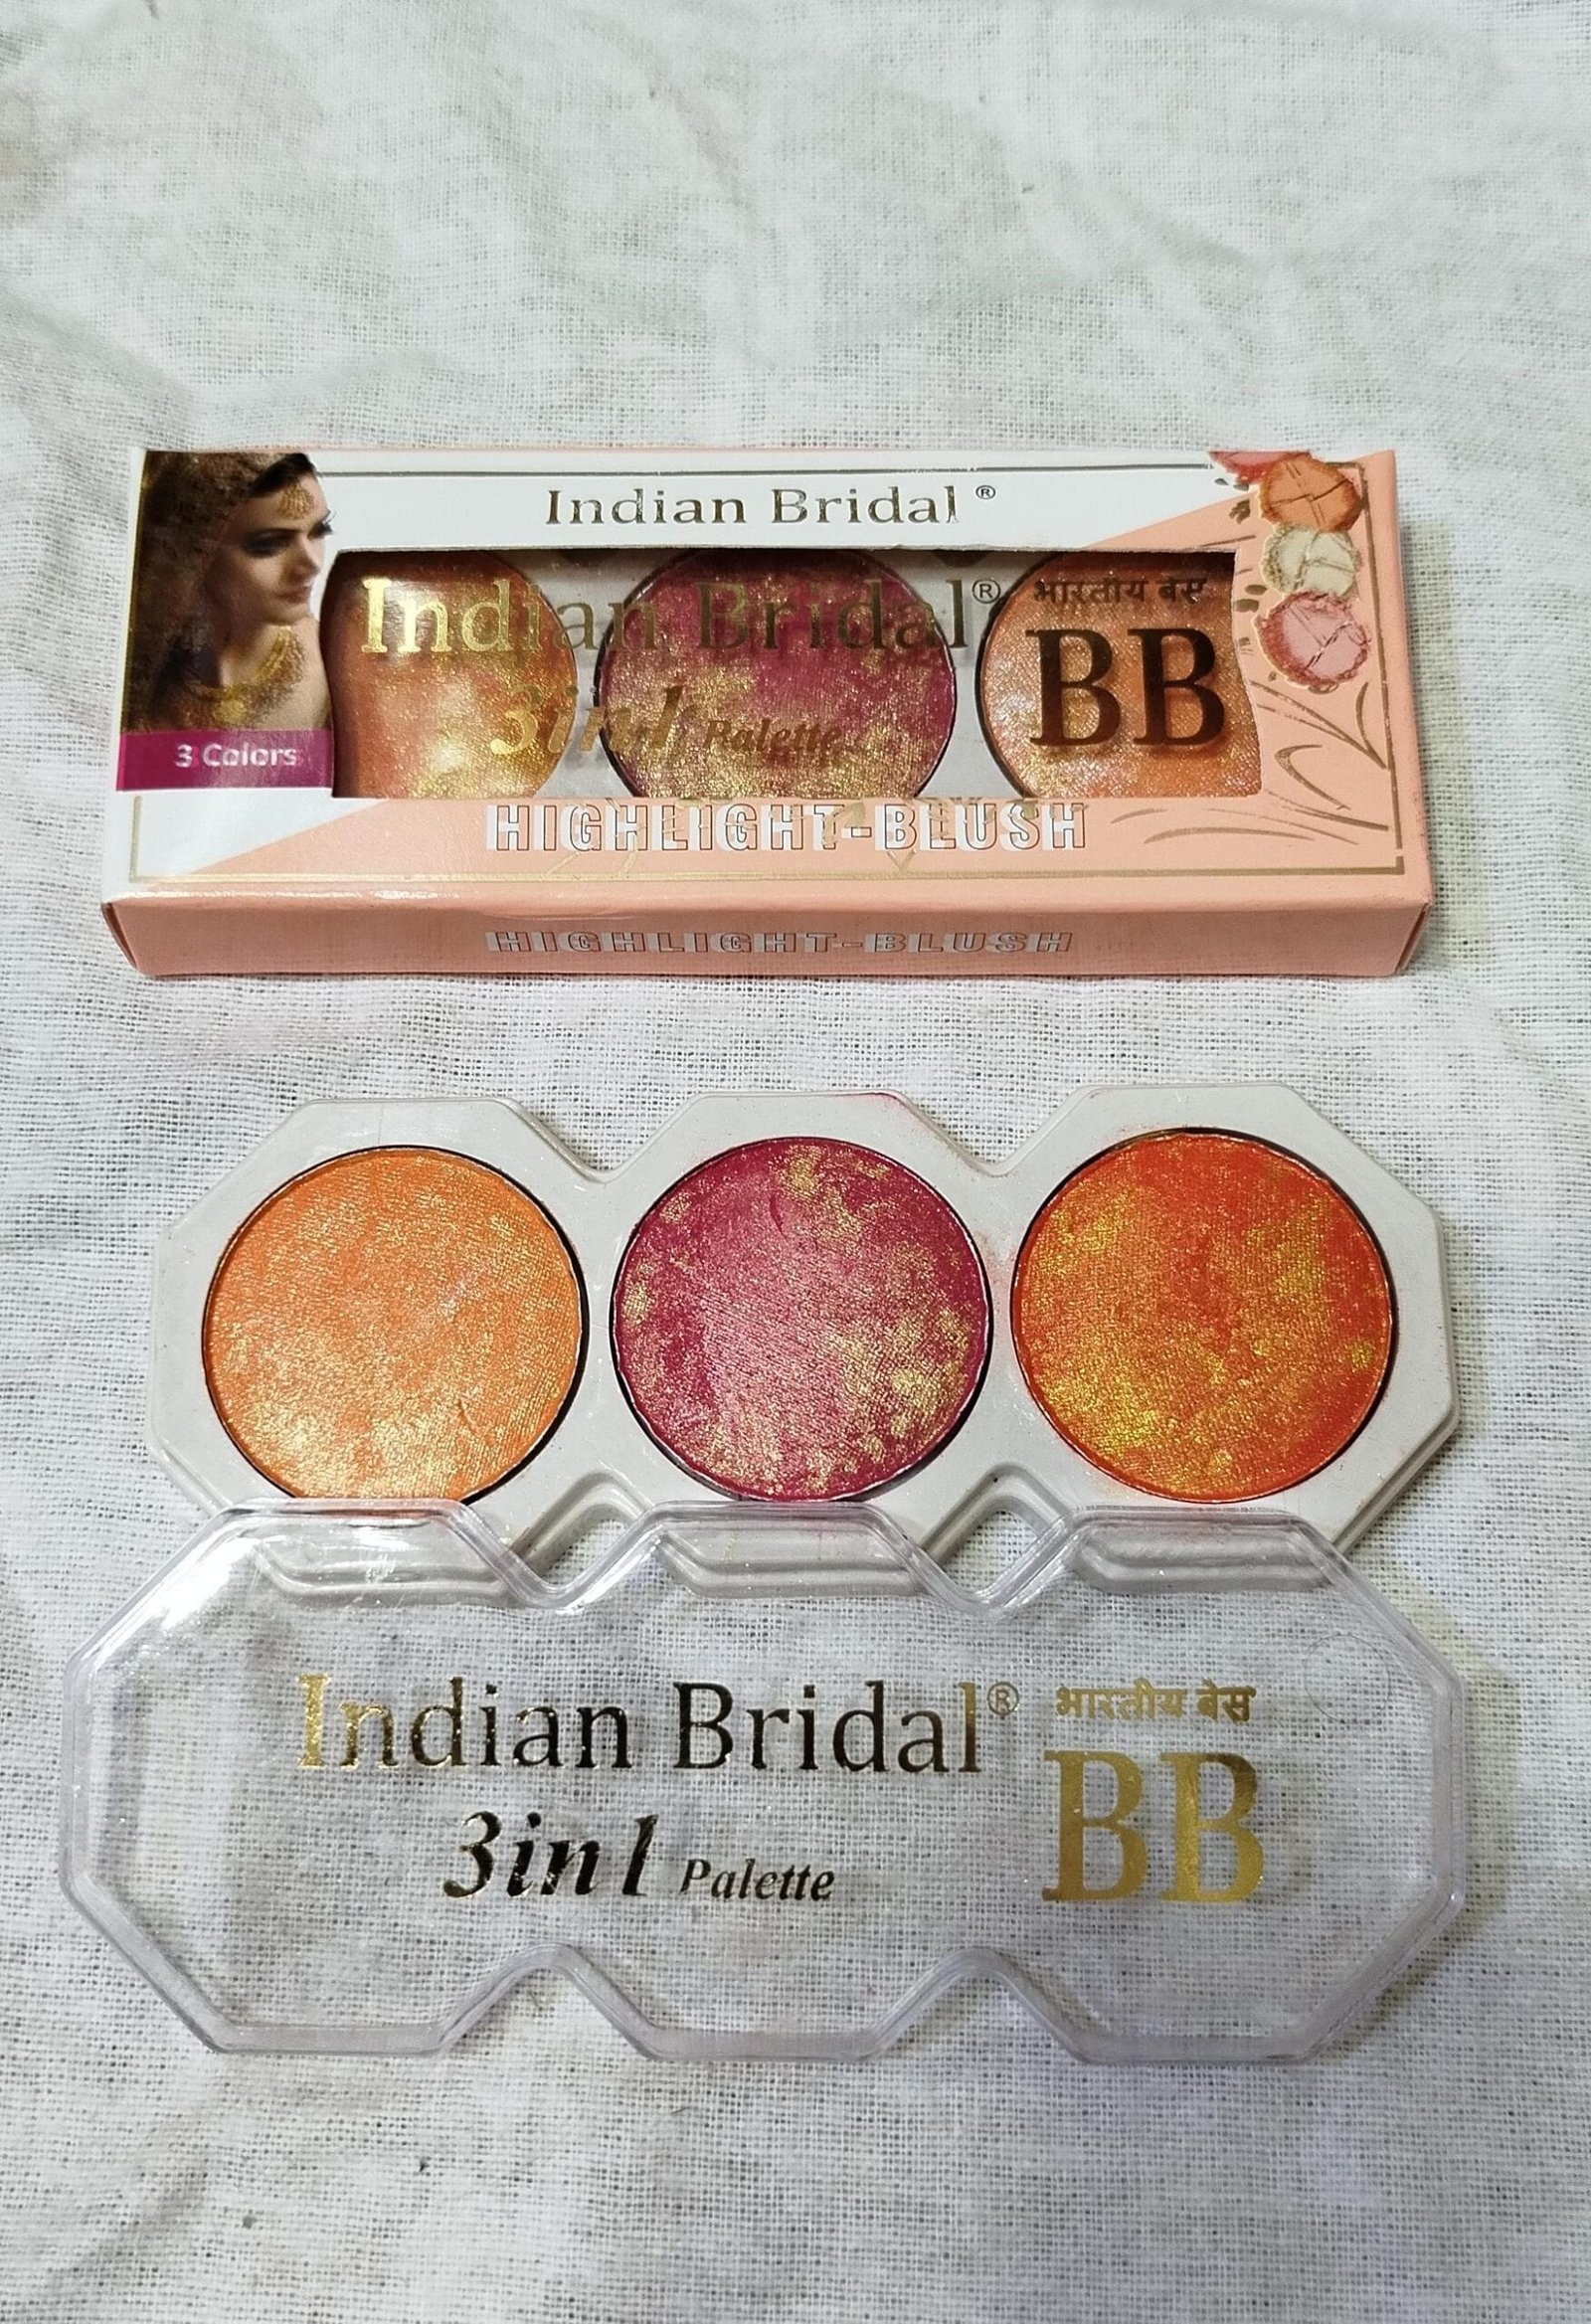 Indian Bridal ®
Indian Bridal® भारतीय बेस
3in1 Palette BB
3 Colors
HIGHLIGHT-BLUSH
HIGHLIGHT-BLUSH
Indian Bridal® भारतीय बेस
3in1 Palette BB